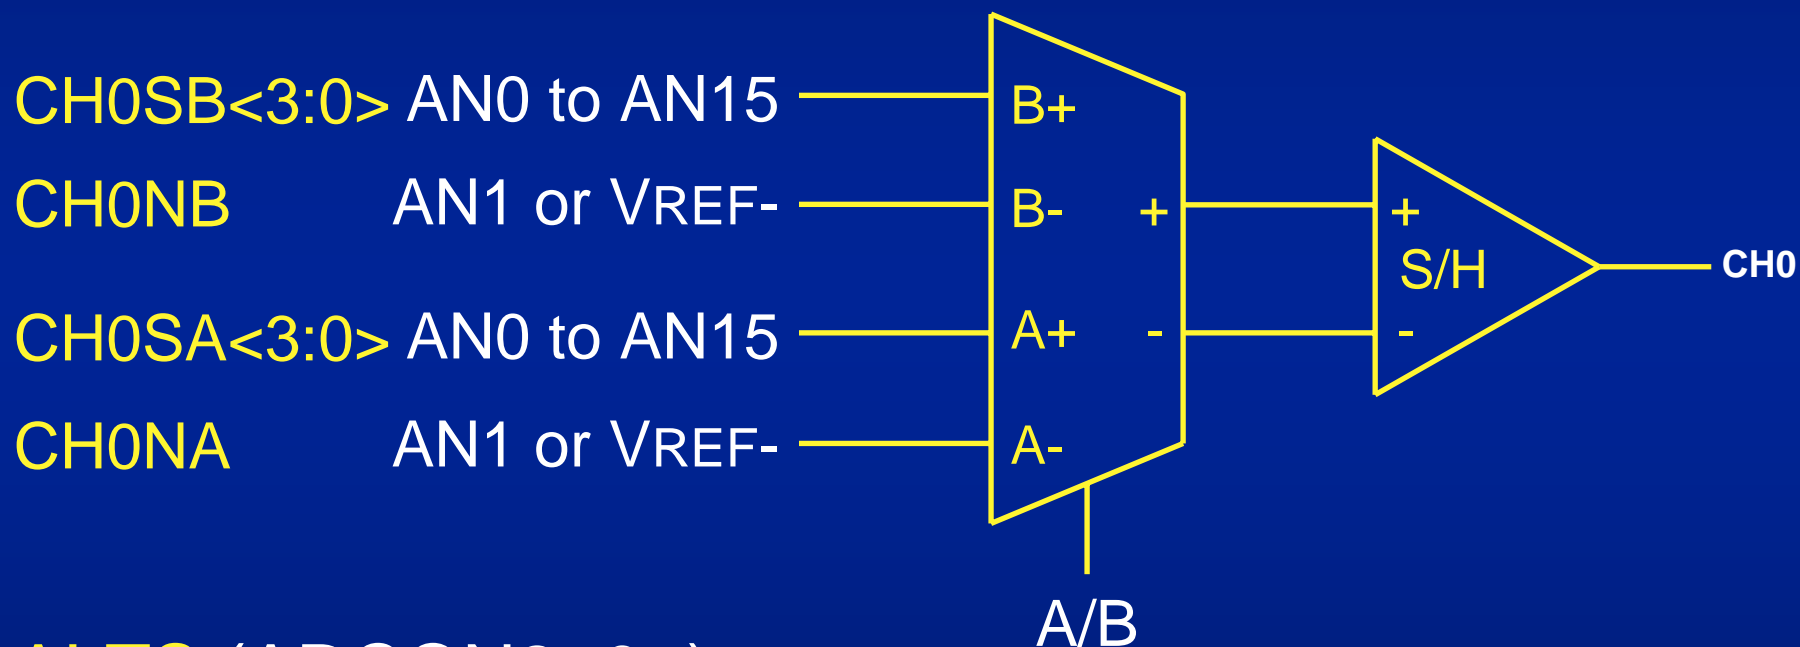 CH0SB<3:0> AN0 to AN15
CH0NB AN1 or VREF-
CH0SA<3:0> AN0 to AN15
CH0NA AN1 or VREF-
B+
B-
A+
A-
+
-
+
S/H
-
CH0
A/B
ALTS